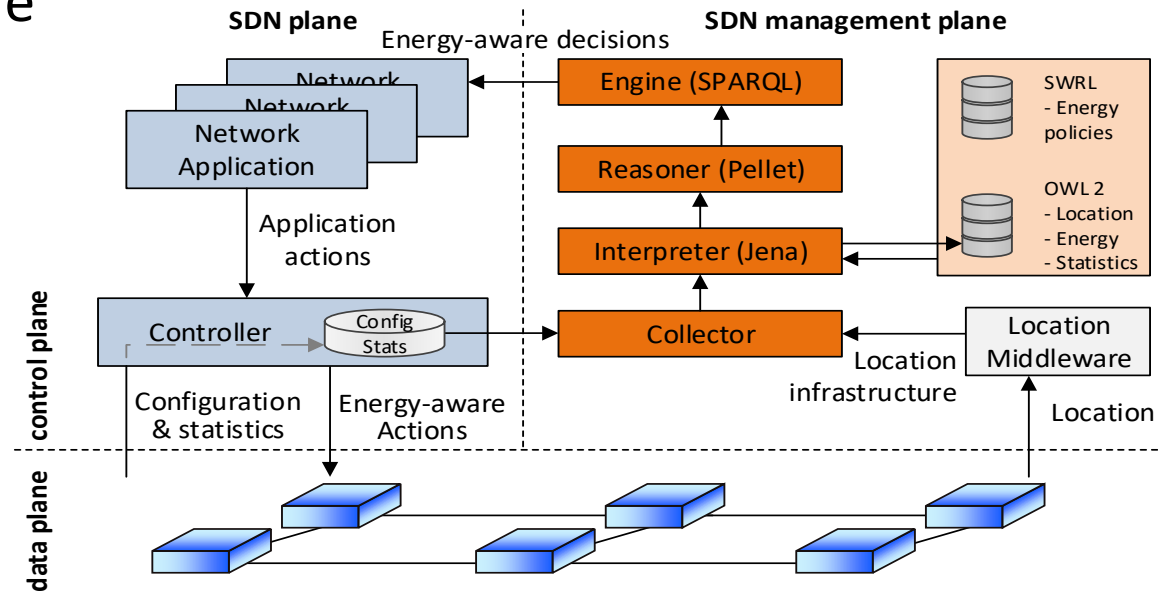 e
SDN plane
SDN management plane
Energy-aware decisions
Network
Network
Network
Application
Engine (SPARQL)
SWRL
- Energy
policies
Reasoner (Pellet)
Application
actions
Interpreter (Jena)
OWL 2
- Location
- Energy
- Statistics
control plane
Controller
Config
Stats
Collector
Location
Middleware
Location
infrastructure
Configuration
& statistics
Energy-aware
Actions
Location
data plane